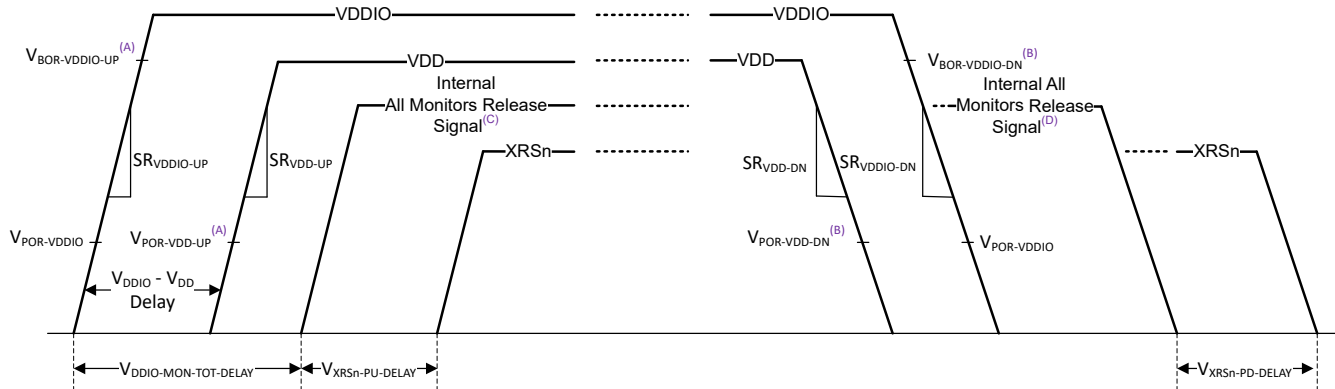 VDDIO
VDDIO
VBOR-VDDIO-UP(A)
VDD
VDD
VBOR-VDDIO-DN(B)
Internal
All Monitors Release
Signal(C)
Internal All
Monitors Release
Signal(D)
XRSn
XRSn
SRVDDIO-UP
SRVDD-UP
SRVDD-DN
SRVDDIO-DN
VPOR-VDDIO
VPOR-VDD-UP(A)
VPOR-VDD-DN(B)
VPOR-VDDIO
VDDIO - VDD
Delay
VDDIO-MON-TOT-DELAY
VXRSn-PU-DELAY
VXRSn-PD-DELAY